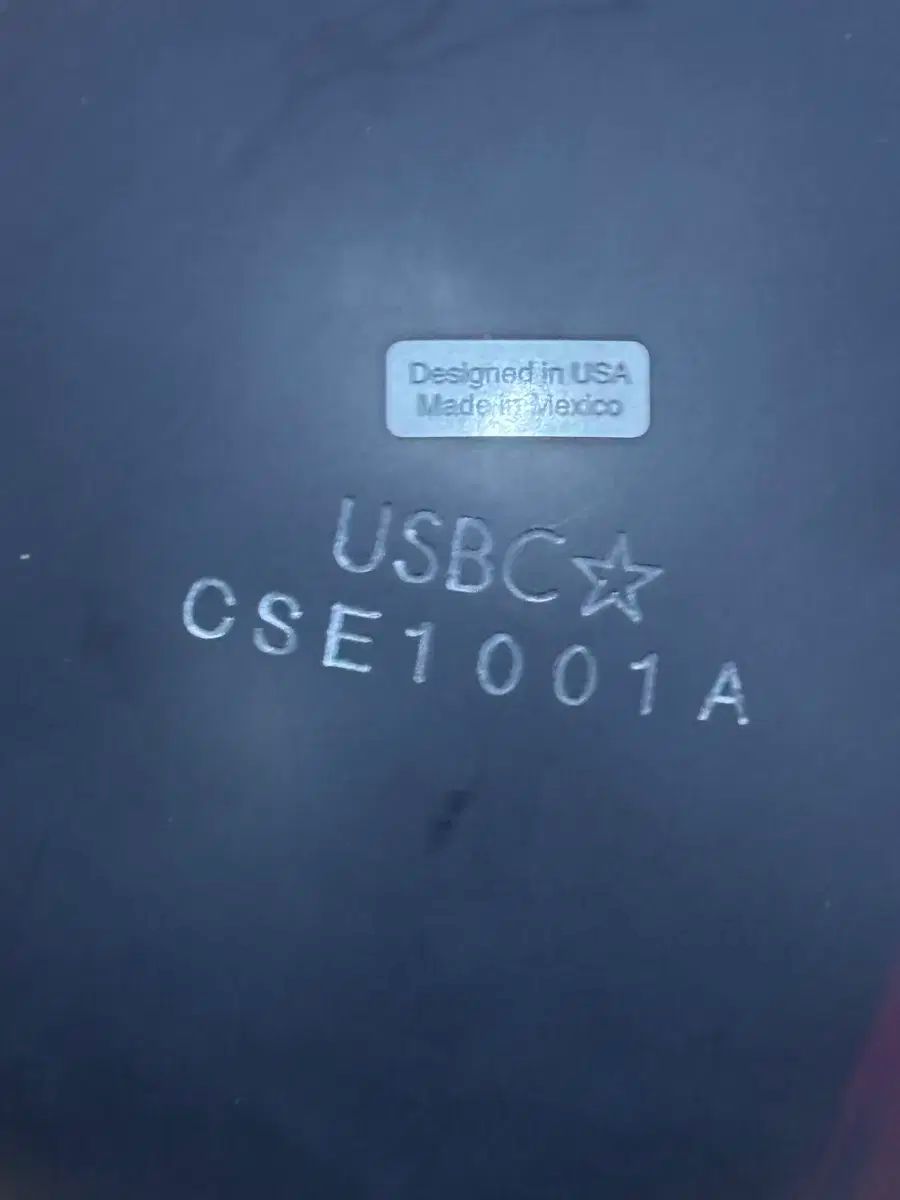 Designed in USA
Made in Mexico
USBC☆
CSE1001A